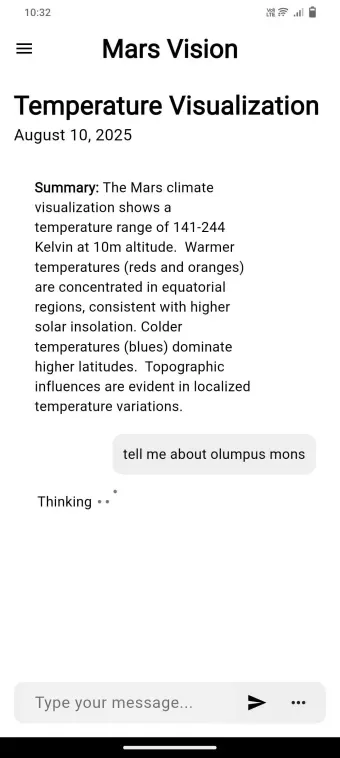 10:32
Mars Vision
Temperature Visualization
August 10, 2025
Summary: The Mars climate
visualization shows a
temperature range of 141-244
Kelvin at 10m altitude. Warmer
temperatures (reds and oranges)
are concentrated in equatorial
regions, consistent with higher
solar insolation. Colder
temperatures (blues) dominate
higher latitudes. Topographic
influences are evident in localized
temperature variations.
tell me about olumpus mons
Thinking
Type your message...